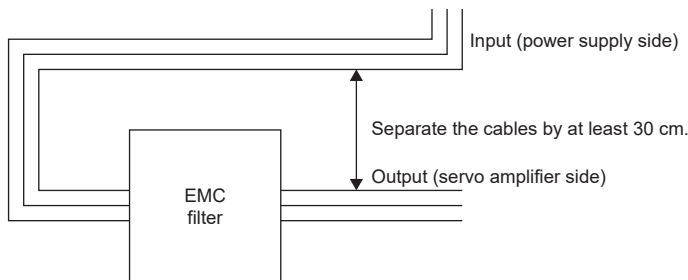 Input (power supply side)
Separate the cables by at least 30 cm.
Output (servo amplifier side)
EMC
filter